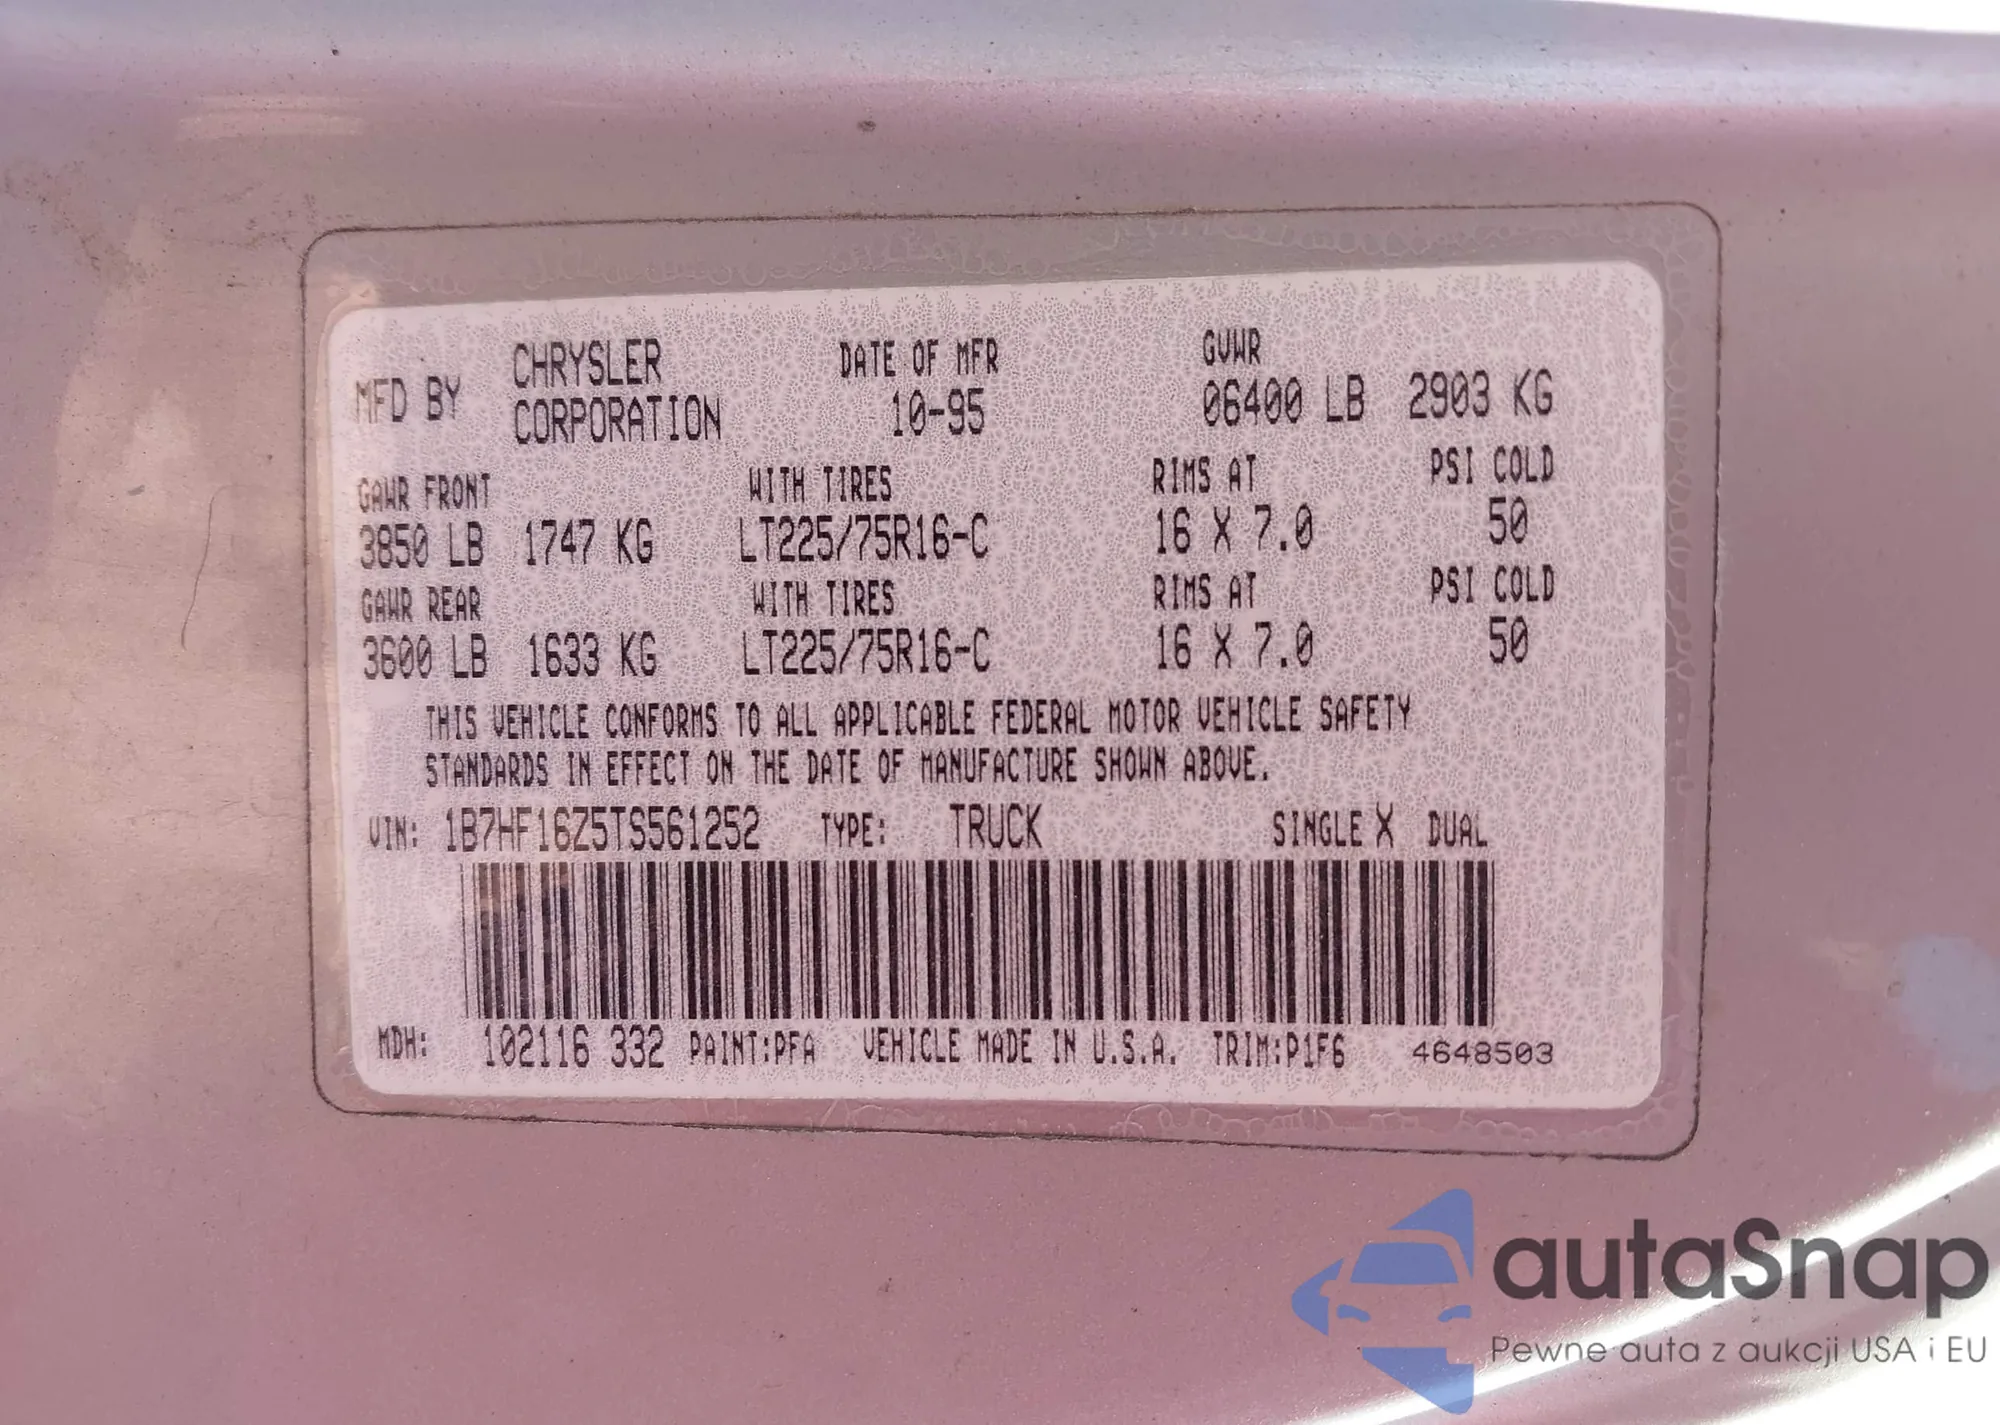 MFD BY CHRYSLER CORPORATION DATE OF MFR 10-95 GVWR 06400 LB 2903 KG
GAWR FRONT WITH TIRES RIMS AT PSI COLD
3850 LB 1747 KG LT225/75R16-C 16 X 7.0 50
GAWR REAR WITH TIRES RIMS AT PSI COLD
3600 LB 1633 KG LT225/75R16-C 16 X 7.0 50
THIS VEHICLE CONFORMS TO ALL APPLICABLE FEDERAL MOTOR VEHICLE SAFETY
STANDARDS IN EFFECT ON THE DATE OF MANUFACTURE SHOWN ABOVE.
VIN: 1B7HF16Z5TS561252 TYPE: TRUCK SINGLE X DUAL
MDH: 102116 332 PAINT:PFA VEHICLE MADE IN U.S.A. TRIM:P1F6 4648503
autaSnap
Pewne auta z aukcji USA i EU